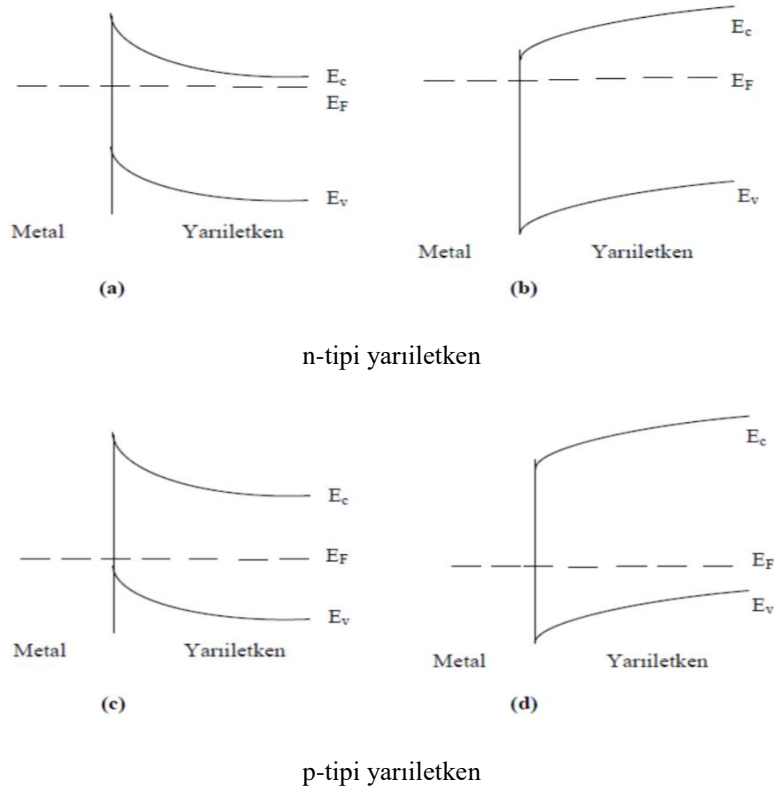 E_c
E_F
E_v
Metal Yarıiletken
(a)
E_c
E_F
E_v
Metal Yarıiletken
(b)
n-tipi yarıiletken
E_c
E_F
E_v
Metal Yarıiletken
(c)
E_c
E_F
E_v
Metal Yarıiletken
(d)
p-tipi yarıiletken